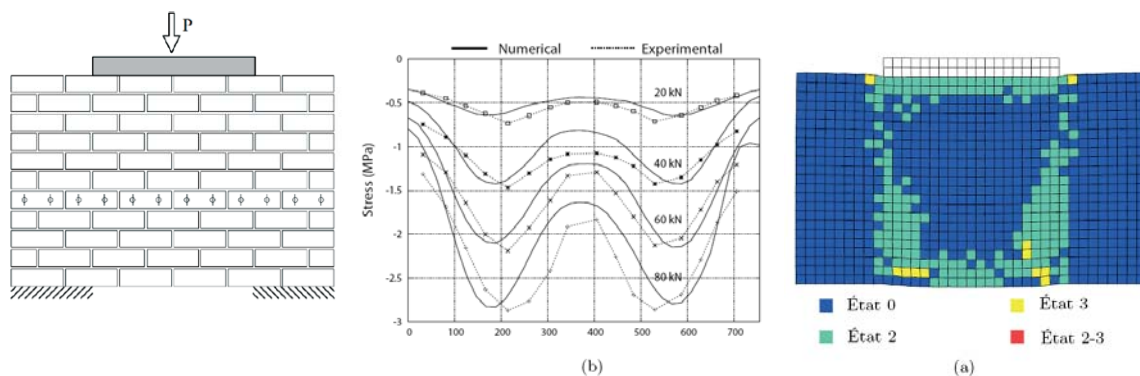 P
Numerical
Experimental
0
-0.5
-1
-1.5
-2
-2.5
-3
Stress (MPa)
20 kN
40 kN
60 kN
80 kN
0 100 200 300 400 500 600 700
(b)
État 0
État 3
État 2
État 2-3
(a)